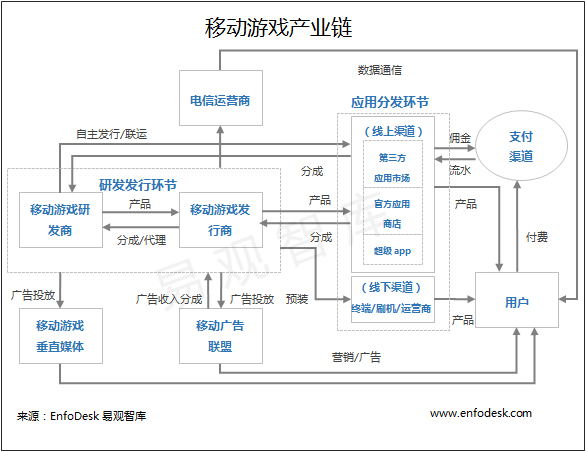 移动游戏产业链
数据通信
电信运营商
应用分发环节
自主发行/联运
（线上渠道）
佣金
支付
渠道
第三方
应用市场
流水
分成
研发发行环节
官方应用
商店
产品
移动游戏研
发商
产品
移动游戏发
行商
产品
分成
分成/代理
超级 app
付费
易观智库
（线下渠道）
终端/刷机/运营商
广告投放
广告收入分成
广告投放
预装
用户
产品
移动游戏
垂直媒体
移动广告
联盟
营销/广告
来源：EnfoDesk 易观智库
www.enfodesk.com